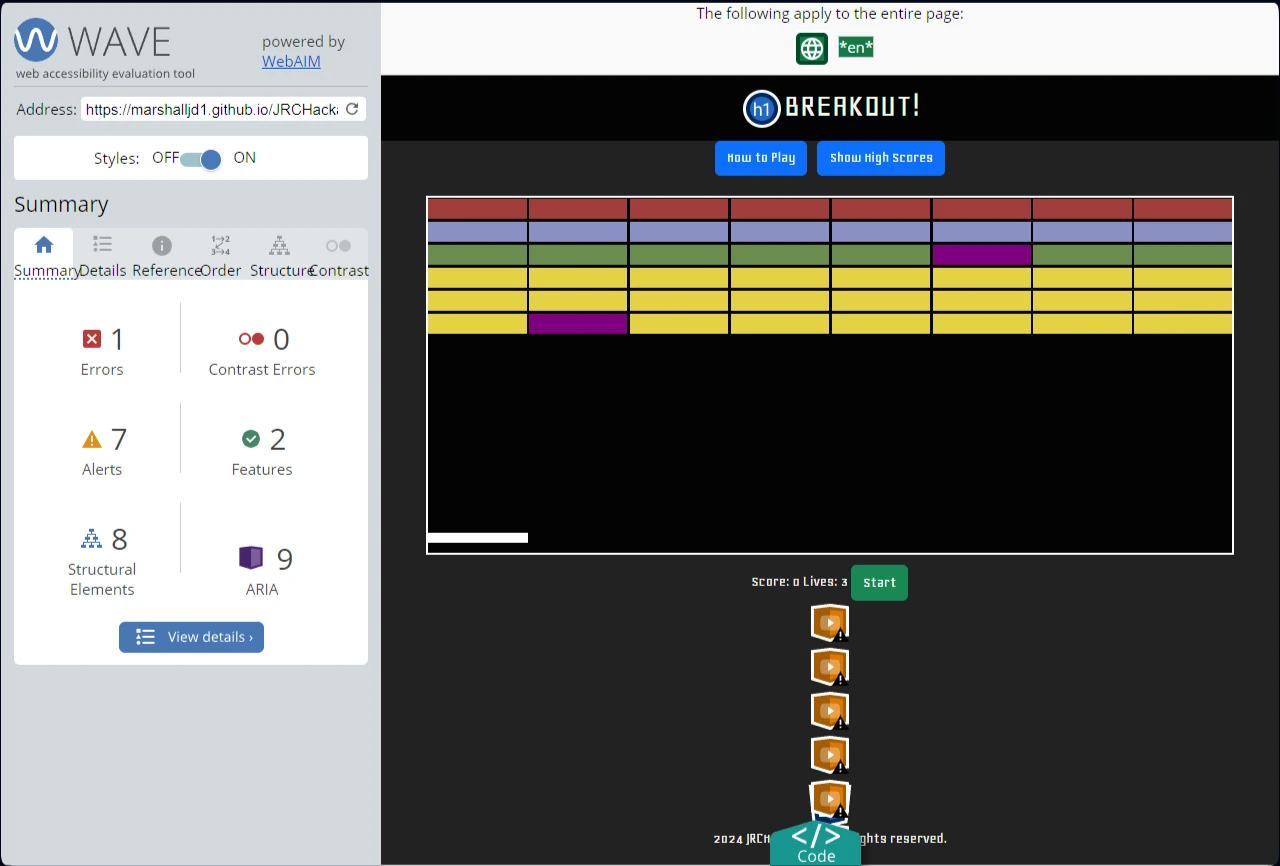 WAVE
web accessibility evaluation tool
powered by
WebAIM
Address: https://marshalljd1.github.io/JRCHack
Styles: OFF ON
Summary
Summary Details Reference Order Structure Contrast
1
Errors
0
Contrast Errors
7
Alerts
2
Features
8
Structural
Elements
9
ARIA
View details ›
The following apply to the entire page:
*en*
h1 BREAKOUT!
How to Play Show High Scores
Score: 0 Lives: 3 Start
2024 JRCH ghts reserved.
</> Code